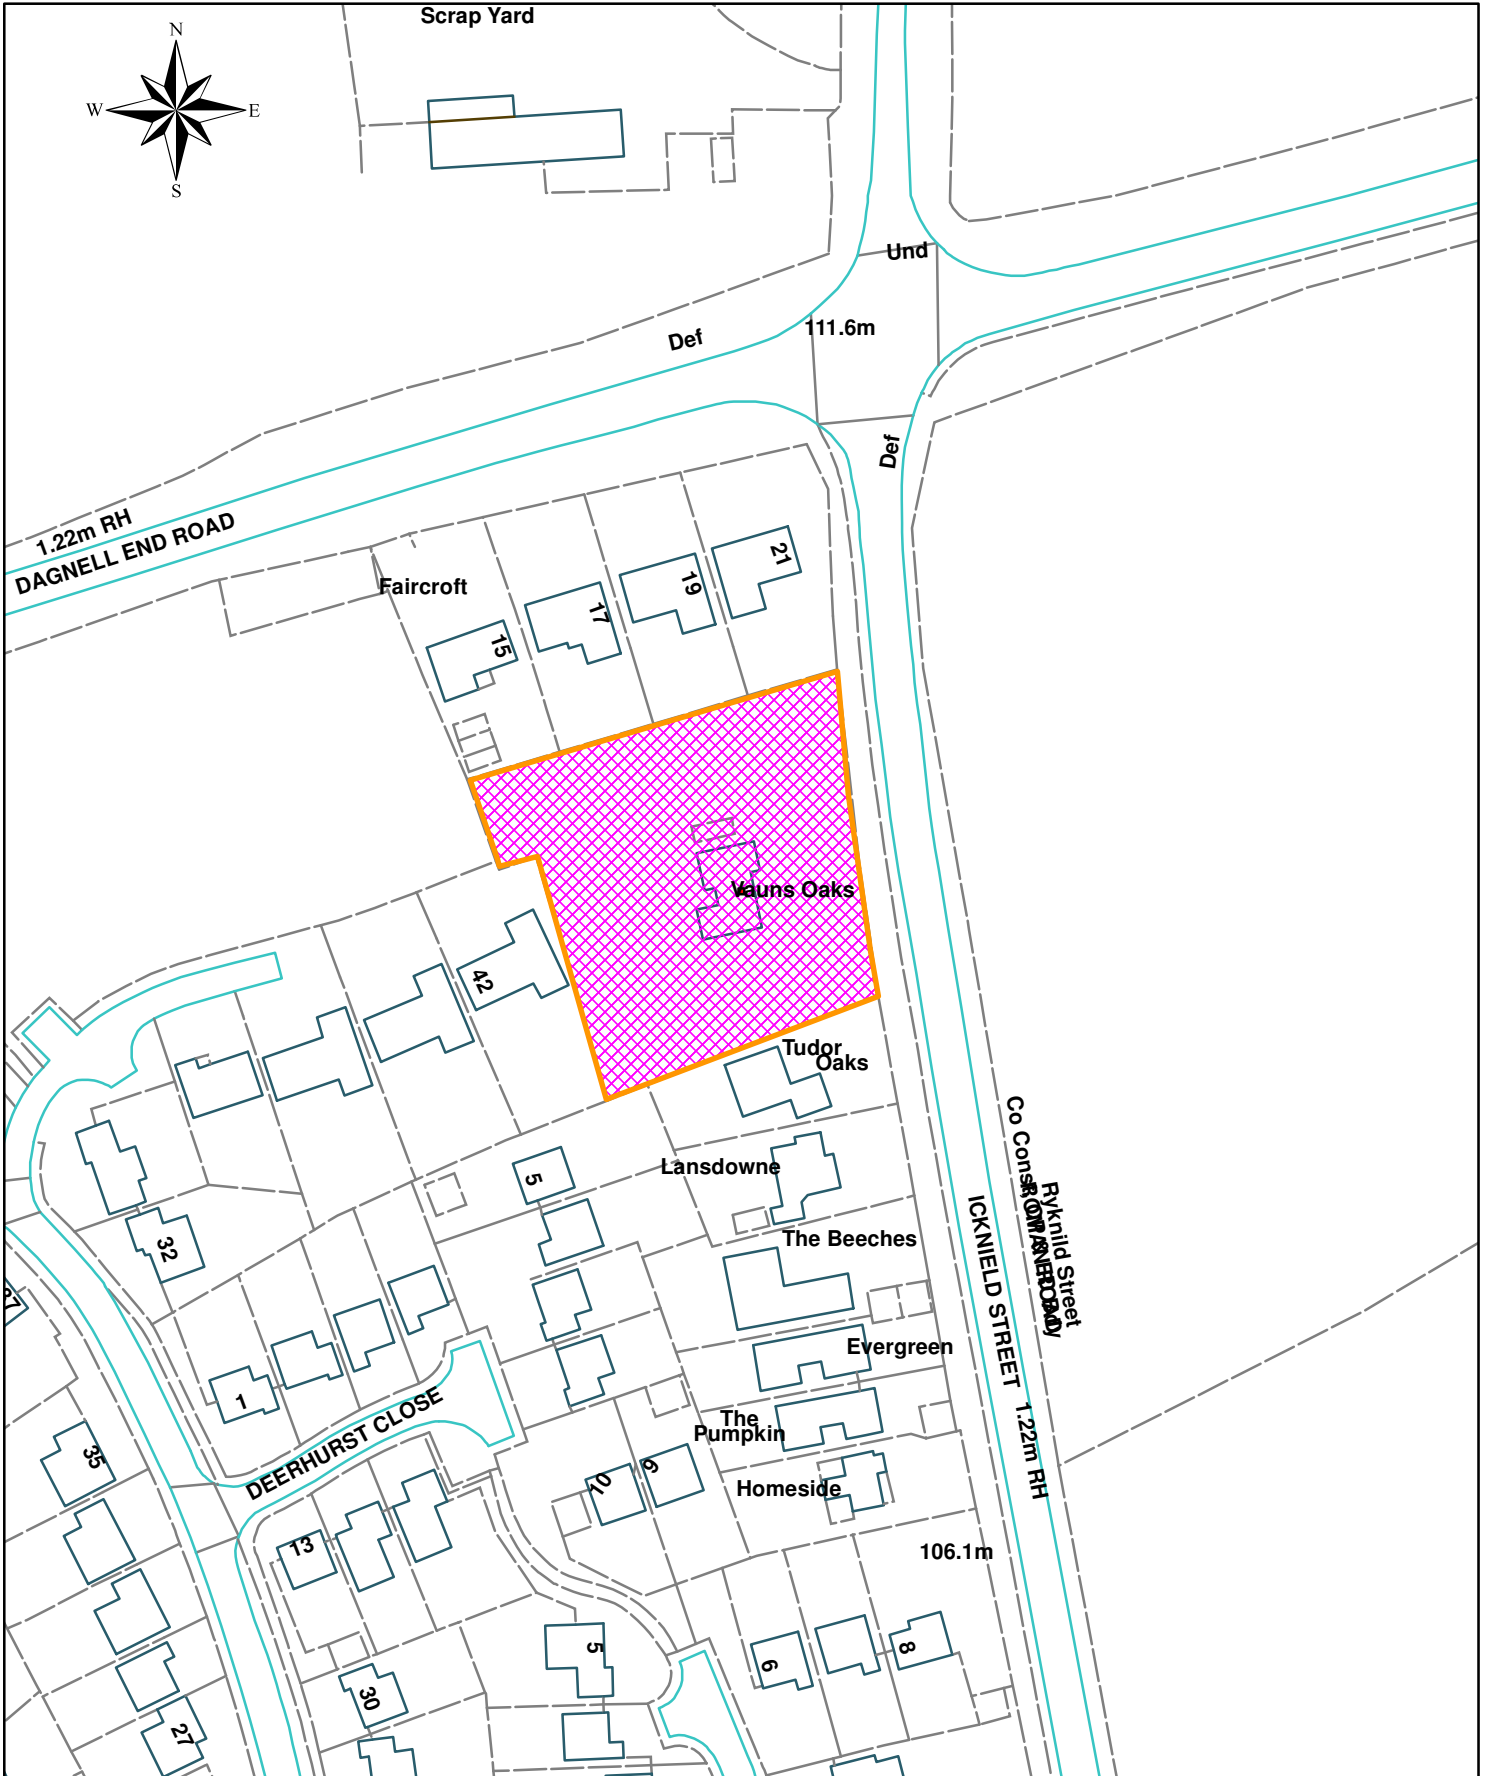 Scrap Yard
N
W
E
S
Und
111.6m
Def
Def
1.22m RH
DAGNELL END ROAD
Faircroft
21
19
17
15
Vauns Oaks
42
Tudor
Oaks
Lansdowne
5
The Beeches
32
37
Co Const,
Ryknild Street
ICKNIELD STREET
1.22m RH
Evergreen
1
DEERHURST CLOSE
The
Pumpkin
35
10
9
Homeside
13
106.1m
5
6
8
30
27